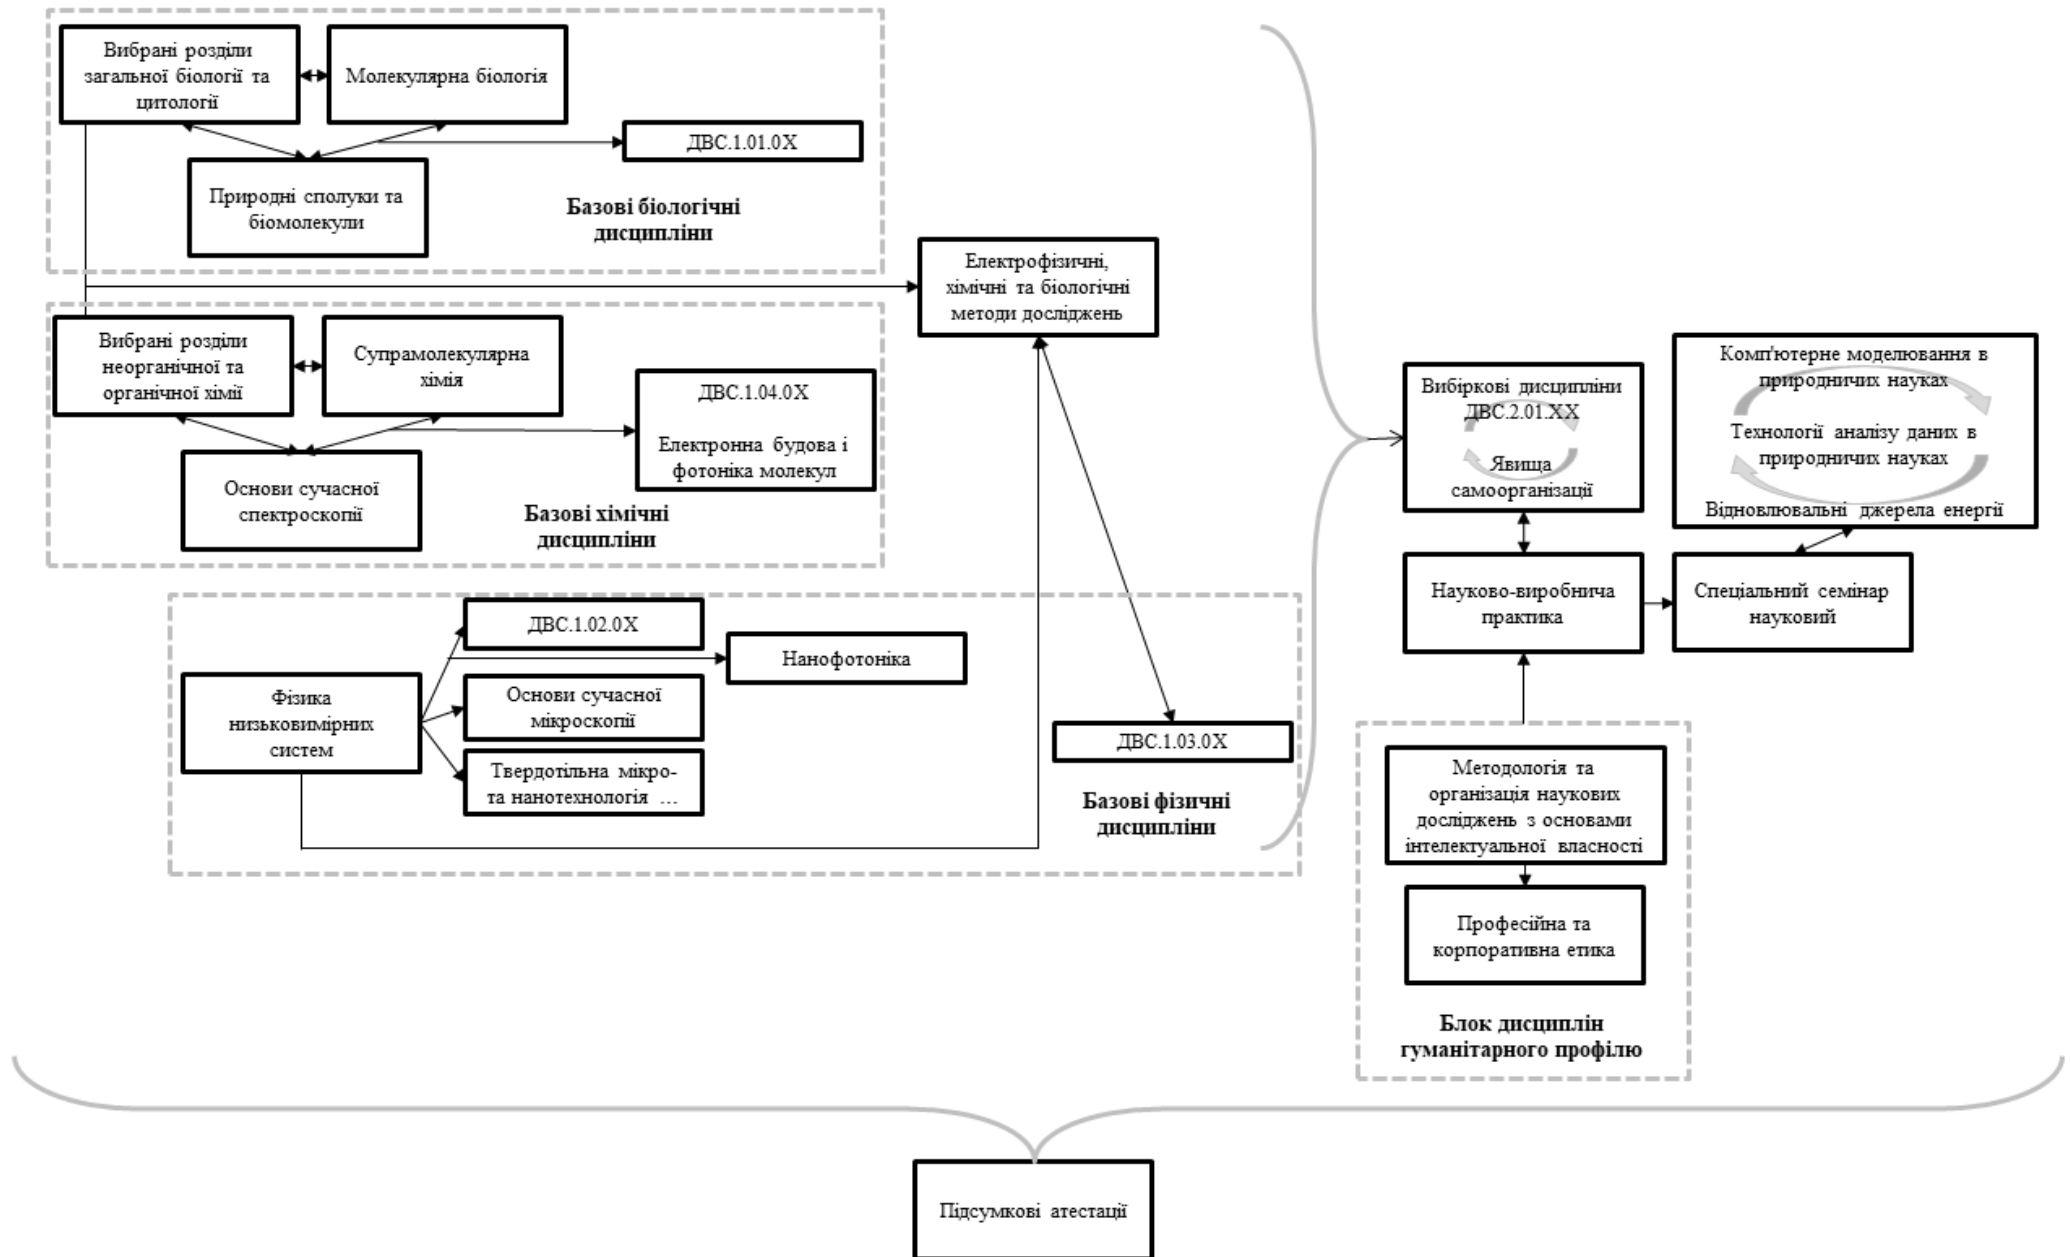 Вибрані розділи
загальної біології та
цитології
Молекулярна біологія
ДВС.1.01.0Х
Природні сполуки та
біомолекули
Базові біологічні
дисципліни
Електрофізичні,
хімічні та біологічні
методи досліджень
Вибрані розділи
неорганічної та
органічної хімії
Супрамолекулярна
хімія
ДВС.1.04.0Х
Електронна будова і
фотоніка молекул
Основи сучасної
спектроскопії
Базові хімічні
дисципліни
Вибіркові дисципліни
ДВС.2.01.ХХ
Явища
самоорганізації
Комп'ютерне моделювання в
природничих науках
Технології аналізу даних в
природничих науках
Відновлювальні джерела енергії
Науково-виробнича
практика
Спеціальний семінар
науковий
ДВС.1.02.0Х
Нанофотоніка
Фізика
низьковимірних
систем
Основи сучасної
мікроскопії
Твердотільна мікро-
та нанотехнологія ...
ДВС.1.03.0Х
Базові фізичні
дисципліни
Методологія та
організація наукових
досліджень з основами
інтелектуальної власності
Професійна та
корпоративна етика
Блок дисциплін
гуманітарного профілю
Підсумкові атестації